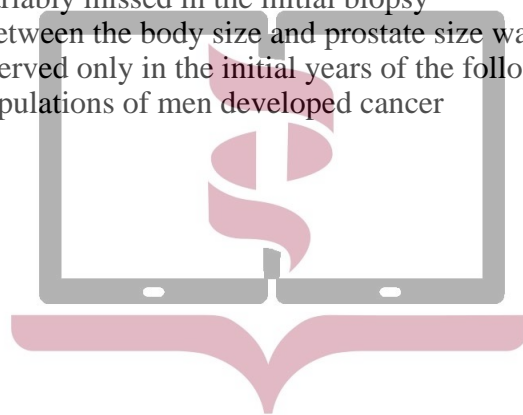 variably missed in the initial biopsy
between the body size and prostate size wa
erved only in the initial years of the follo
pulations of men developed cancer